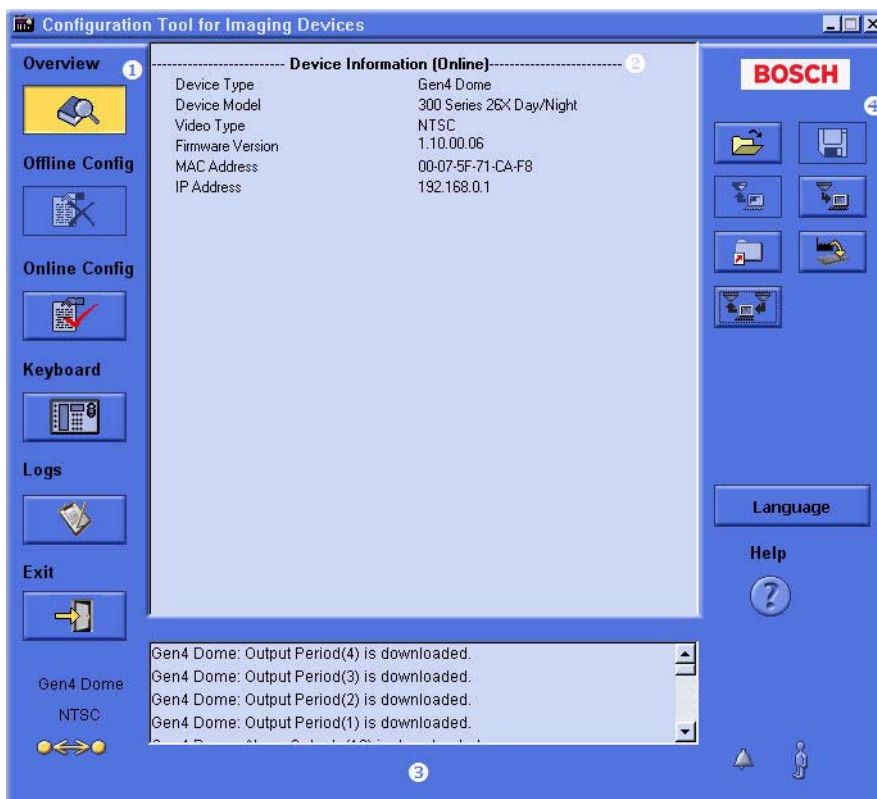 Configuration Tool for Imaging Devices
Overview
1
Offline Config
Online Config
Keyboard
Logs
Exit
Gen4 Dome
NTSC
------------------------- Device Information (Online)-------------------------
2
Device Type Gen4 Dome
Device Model 300 Series 26X Day/Night
Video Type NTSC
Firmware Version 1.10.00.06
MAC Address 00-07-5F-71-CA-F8
IP Address 192.168.0.1
Gen4 Dome: Output Period(4) is downloaded.
Gen4 Dome: Output Period(3) is downloaded.
Gen4 Dome: Output Period(2) is downloaded.
Gen4 Dome: Output Period(1) is downloaded.
3
BOSCH
4
Language
Help
?